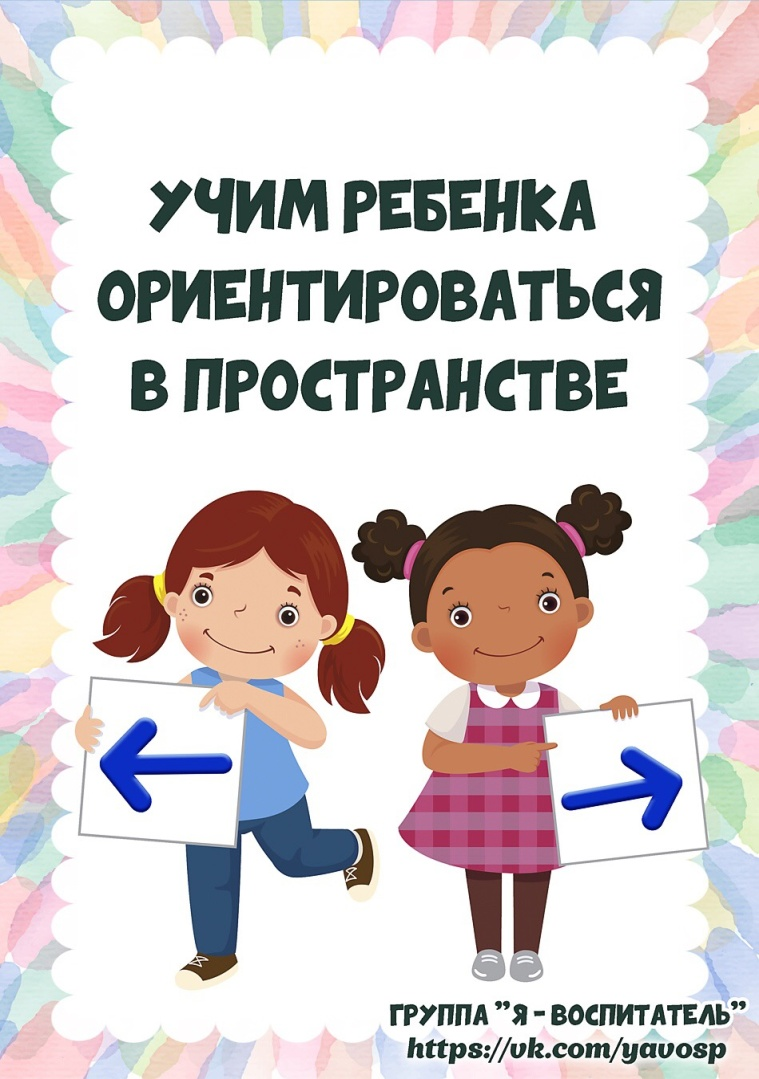 УЧИМ РЕБЕНКА
ОРИЕНТИРОВАТЬСЯ
В ПРОСТРАНСТВЕ
ГРУППА "Я - ВОСПИТАТЕЛЬ"
https://vk.com/yavosp